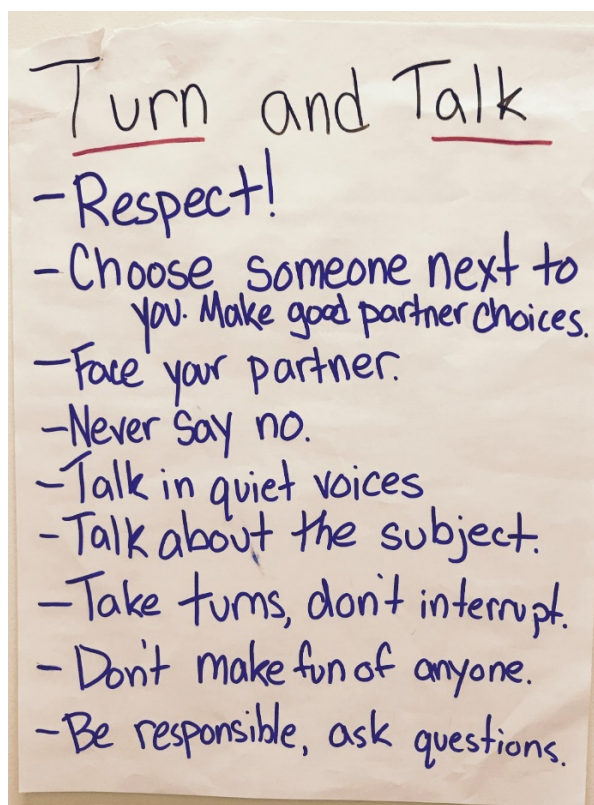 Turn and Talk
- Respect!
- Choose someone next to
you. Make good partner choices.
- Face your partner.
- Never say no.
- Talk in quiet voices
- Talk about the subject.
- Take turns, don't interrupt.
- Don't make fun of anyone.
- Be responsible, ask questions.